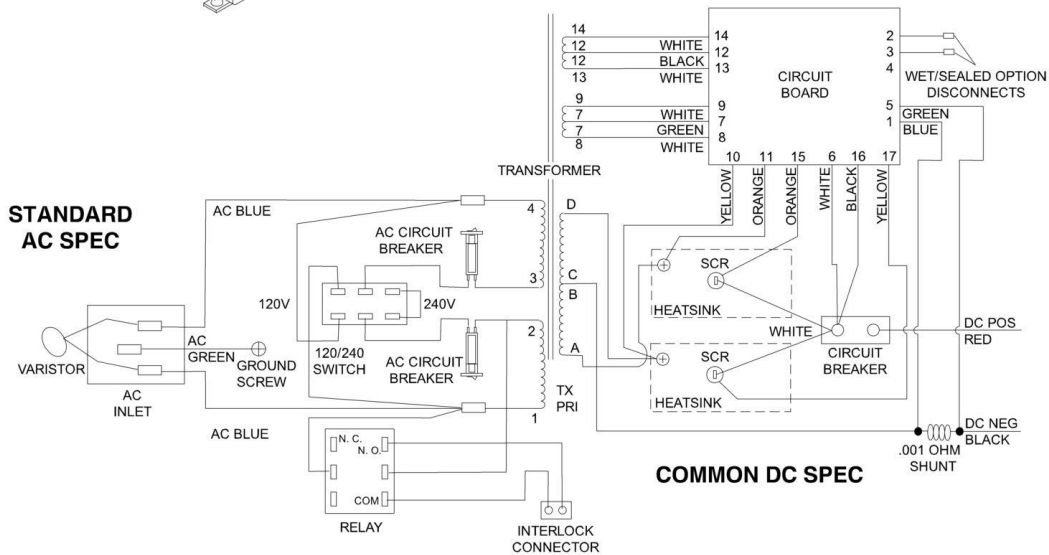 14
12
12
13
WHITE
BLACK
WHITE
14
12
13
9
7
7
8
WHITE
GREEN
WHITE
9
7
8
CIRCUIT
BOARD
2
3
4
5
1
WET/SEALED OPTION
DISCONNECTS
GREEN
BLUE
10
11
15
6
16
17
YELLOW
ORANGE
ORANGE
WHITE
BLACK
YELLOW
TRANSFORMER
STANDARD
AC SPEC
AC BLUE
AC CIRCUIT
BREAKER
4
3
2
1
D
C
B
A
120V
240V
120/240
SWITCH
AC CIRCUIT
BREAKER
TX
PRI
VARISTOR
AC
GREEN
GROUND
SCREW
AC
INLET
AC BLUE
SCR
HEATSINK
SCR
HEATSINK
WHITE
CIRCUIT
BREAKER
DC POS
RED
DC NEG
BLACK
.001 OHM
SHUNT
N. C.
N. O.
COM
RELAY
INTERLOCK
CONNECTOR
COMMON DC SPEC